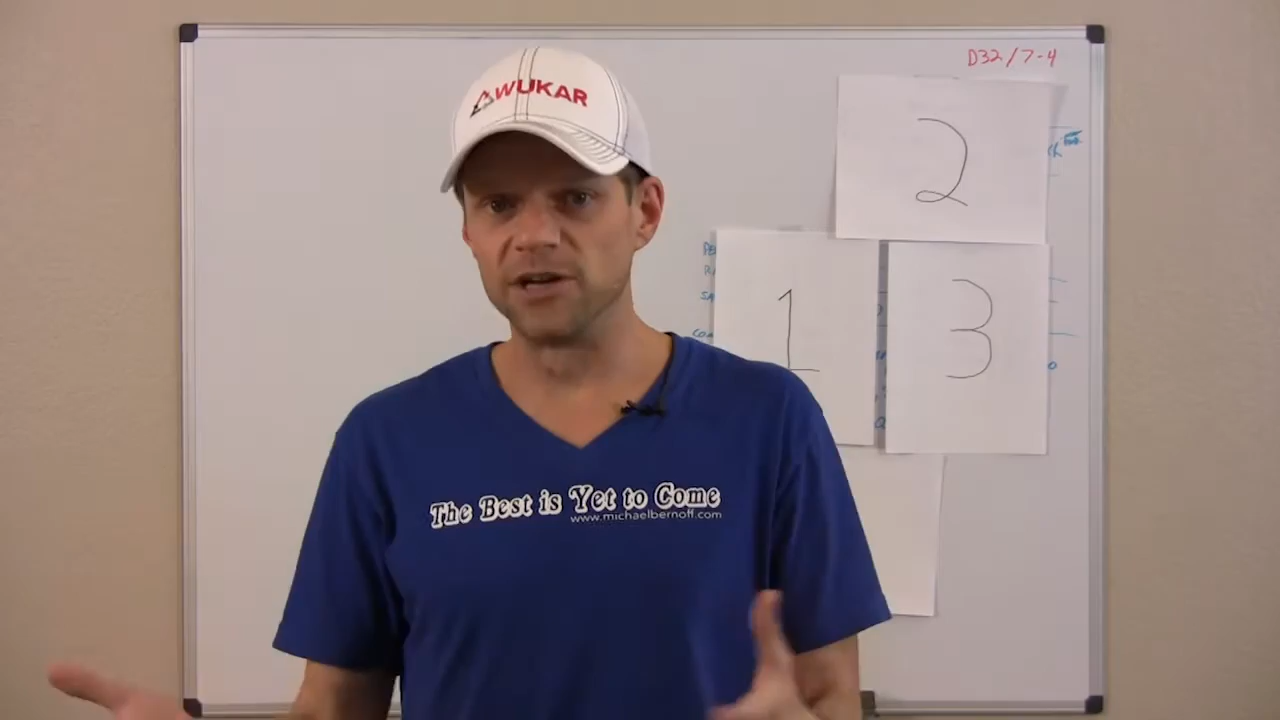 D32/7-4
WUKAR
2
1
3
The Best is Yet to Come
www.michaelbernoff.com